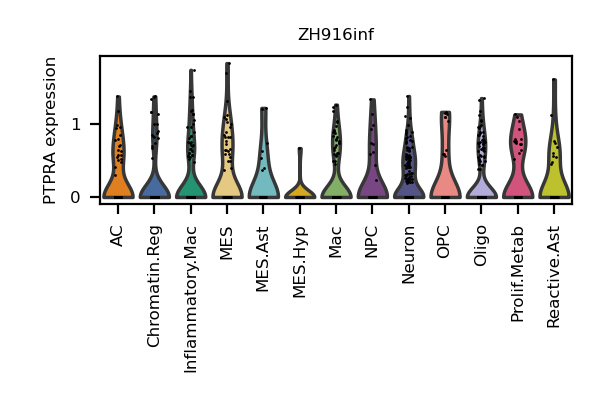 ZH916inf
PTPRA expression
1
0
AC
Chromatin.Reg
Inflammatory.Mac
MES
MES.Ast
MES.Hyp
Mac
NPC
Neuron
OPC
Oligo
Prolif.Metab
Reactive.Ast